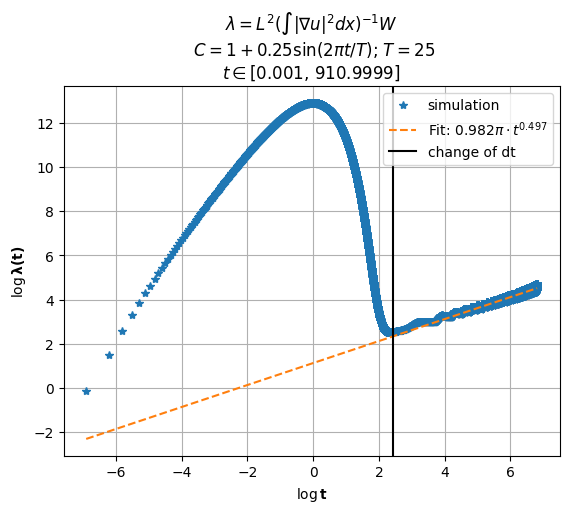 λ = L²(∫|∇u|²dx)⁻¹W
C = 1 + 0.25sin(2πt/T); T = 25
t ∈ [0.001, 910.9999]
simulation
Fit: 0.982π · t^0.497
change of dt
log λ(t)
12
10
8
6
4
2
0
−2
−6
−4
−2
0
2
4
6
log t